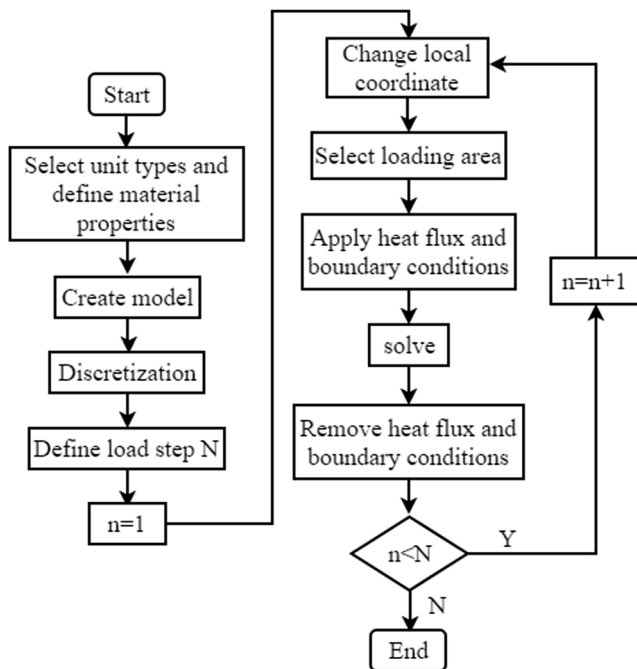 Start
Select unit types and
define material
properties
Create model
Discretization
Define load step N
n=1
Change local
coordinate
Select loading area
Apply heat flux and
boundary conditions
solve
Remove heat flux and
boundary conditions
n<N
Y
n=n+1
N
End